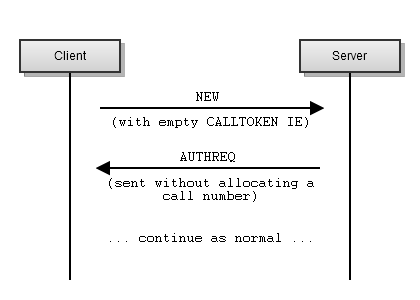 Client
Server
NEW
(with empty CALLTOKEN IE)
AUTHREQ
(sent without allocating a
call number)
... continue as normal ...